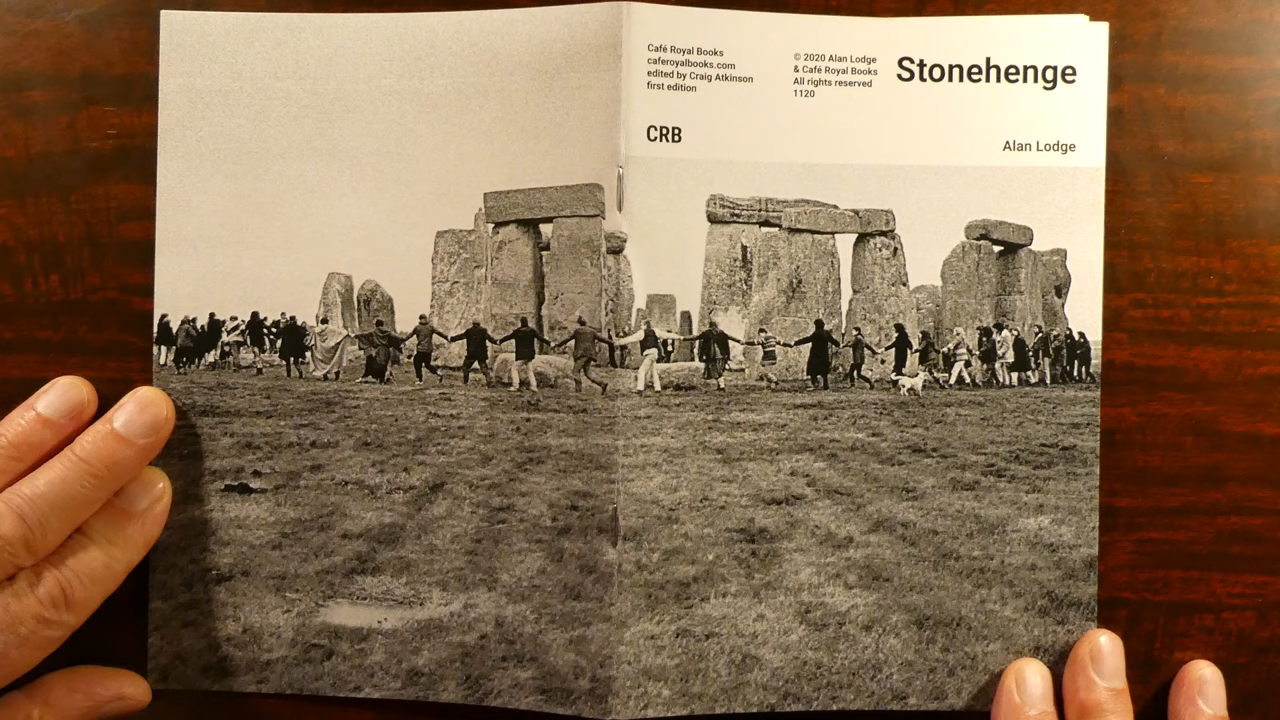 Café Royal Books
caferoyalbooks.com
edited by Craig Atkinson
first edition
CRB
© 2020 Alan Lodge
& Café Royal Books
All rights reserved
1120
Stonehenge
Alan Lodge